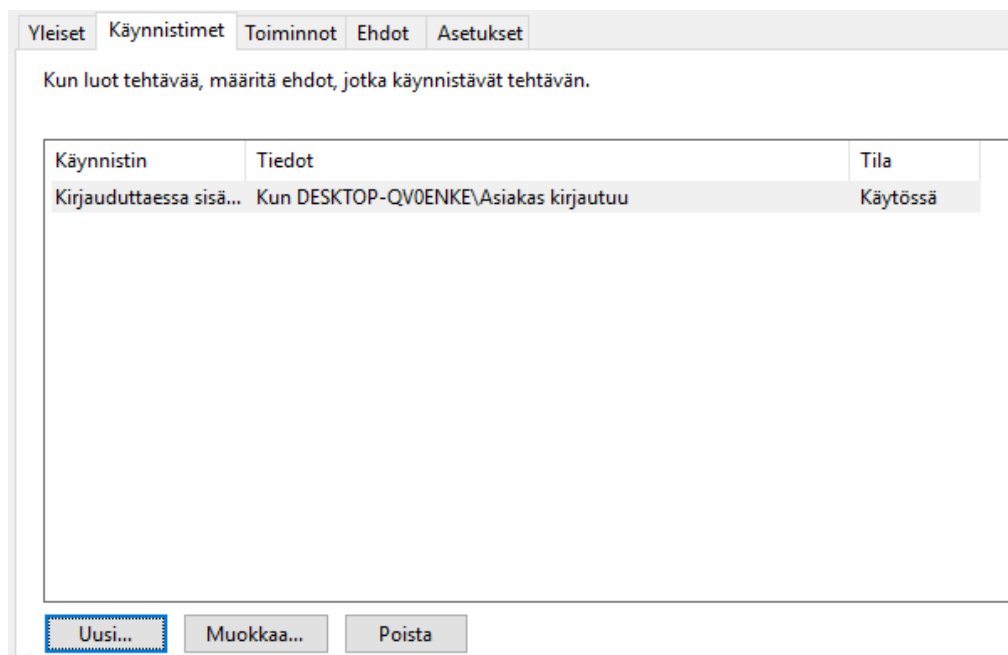 Yleiset Käynnistimet Toiminnot Ehdot Asetukset
Kun luot tehtävää, määritä ehdot, jotka käynnistävät tehtävän.
Käynnistin Tiedot Tila
Kirjauduttaessa sisä... Kun DESKTOP-QV0ENKE\Asiakas kirjautuu Käytössä
Uusi... Muokkaa... Poista